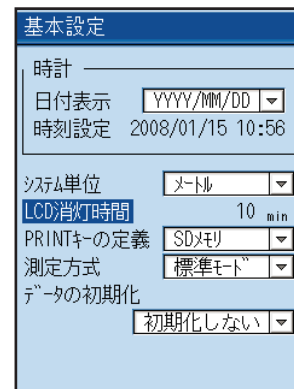 基本設定
時計
日付表示 YYYY/MM/DD
時刻設定 2008/01/15 10:56
ｼｽﾃﾑ単位 ﾒｰﾄﾙ
LCD消灯時間 10 min
PRINTｷｰの定義 SDﾒﾓﾘ
測定方式 標準ﾓｰﾄﾞ
ﾃﾞｰﾀの初期化
初期化しない